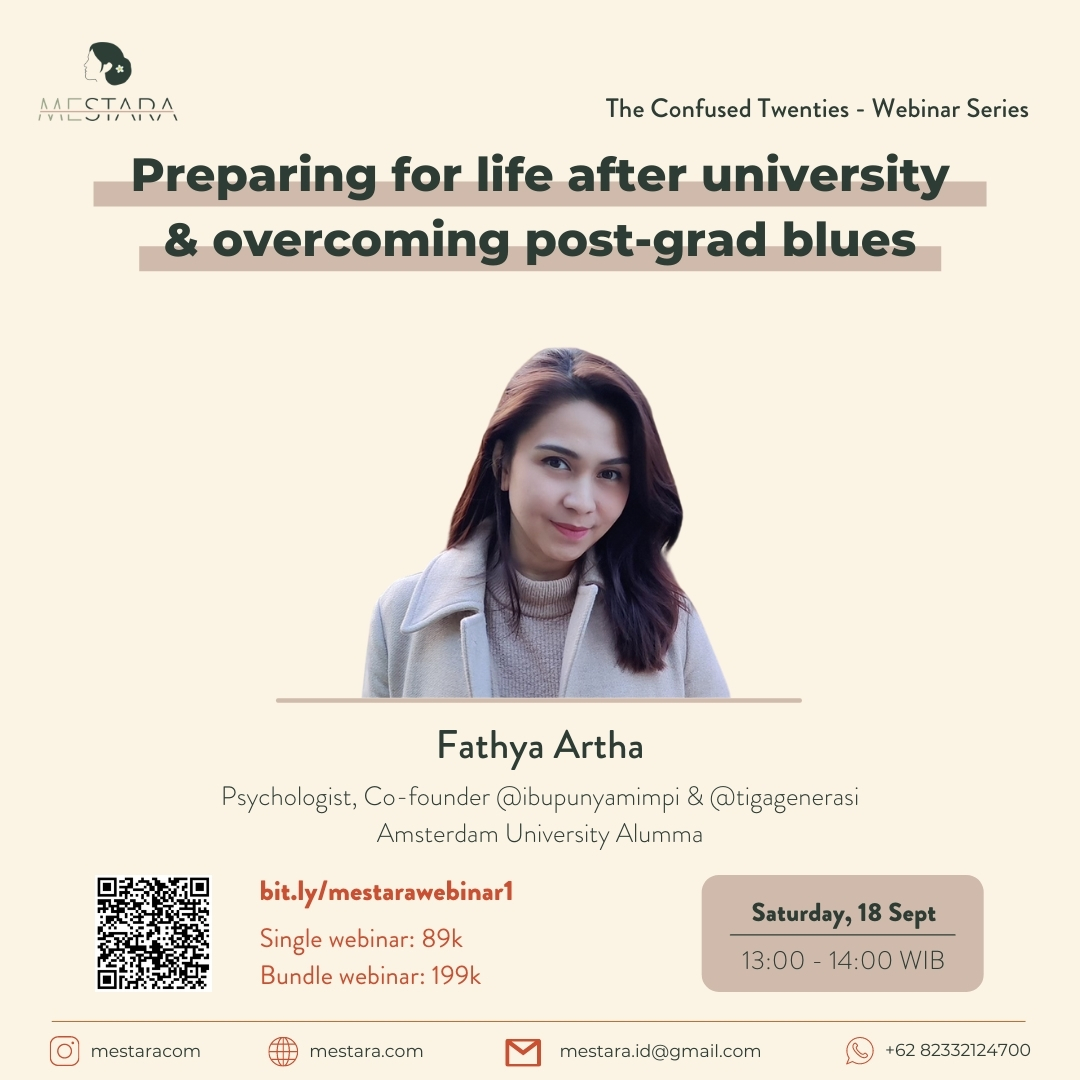 MESTARA
The Confused Twenties - Webinar Series
Preparing for life after university
& overcoming post-grad blues
Fathya Artha
Psychologist, Co-founder @ibupunyamimpi & @tigagenerasi
Amsterdam University Alumma
bit.ly/mestarawebinar1
Single webinar: 89k
Bundle webinar: 199k
Saturday, 18 Sept
13:00 - 14:00 WIB
mestaracom
mestara.com
mestara.id@gmail.com
+62 82332124700